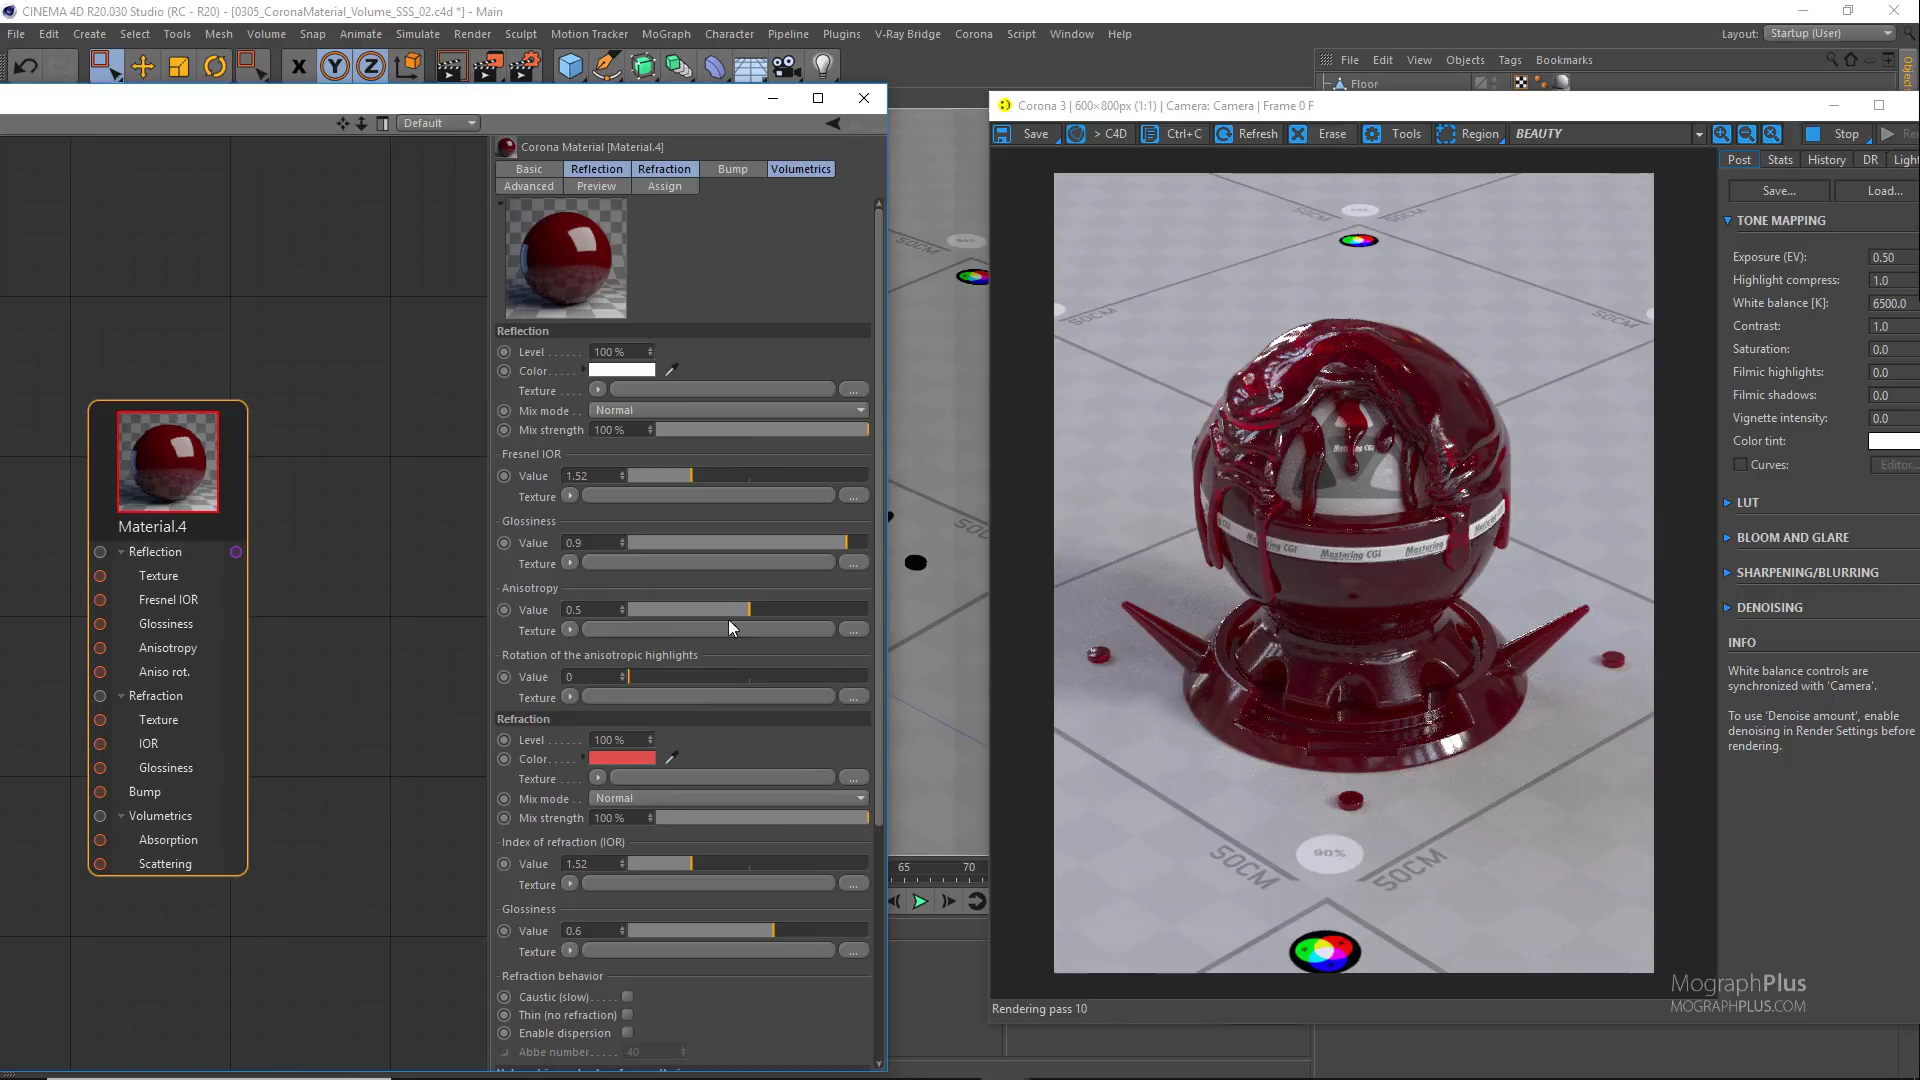 CINEMA 4D R20.030 Studio (RC - R20) - [0305_CoronaMaterial_Volume_SSS_02.c4d *] - Main
File Edit Create Select Tools Mesh Volume Snap Animate Simulate Render Sculpt Motion Tracker MoGraph Character Pipeline Plugins V-Ray Bridge Corona Script Window Help
Layout: Startup (User)
X Y Z
File Edit View Objects Tags Bookmarks
Floor
Objects
Default
Corona Material [Material.4]
Basic Reflection Refraction Bump Volumetrics
Advanced Preview Assign
Reflection
Level 100 %
Color
Texture ...
Mix mode Normal
Mix strength 100 %
Fresnel IOR
Value 1.52
Texture ...
Glossiness
Value 0.9
Texture ...
Anisotropy
Value 0.5
Texture ...
Rotation of the anisotropic highlights
Value 0
Texture ...
Refraction
Level 100 %
Color
Texture ...
Mix mode Normal
Mix strength 100 %
Index of refraction (IOR)
Value 1.52
Texture ...
Glossiness
Value 0.6
Texture ...
Refraction behavior
Caustic (slow)
Thin (no refraction)
Enable dispersion
Abbe number 40
Material.4
Reflection
Texture
Fresnel IOR
Glossiness
Anisotropy
Aniso rot.
Refraction
Texture
IOR
Glossiness
Bump
Volumetrics
Absorption
Scattering
65 70
Corona 3 | 600×800px (1:1) | Camera: Camera | Frame 0 F
Save > C4D Ctrl+C Refresh Erase Tools Region BEAUTY Stop
Post Stats History DR Light
Save... Load...
TONE MAPPING
Exposure (EV): 0.50
Highlight compress: 1.0
White balance [K]: 6500.0
Contrast: 1.0
Saturation: 0.0
Filmic highlights: 0.0
Filmic shadows: 0.0
Vignette intensity: 0.0
Color tint:
Curves: Editor...
LUT
BLOOM AND GLARE
SHARPENING/BLURRING
DENOISING
INFO
White balance controls are
synchronized with 'Camera'.
To use 'Denoise amount', enable
denoising in Render Settings before
rendering.
50CM 50CM
50CM 50CM
Mastering CGI
Mastering CGI Mastering CGI
90%
50CM 50CM
Rendering pass 10
MographPlus
MOGRAPHPLUS.COM